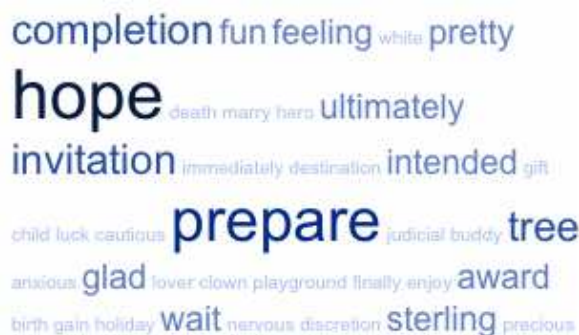 completion fun feeling white pretty
hope death marry hero ultimately
invitation immediately destination intended gift
child luck cautious prepare judicial buddy tree
anxious glad lover clown playground finally enjoy award
birth gain holiday wait nervous discretion sterling precious